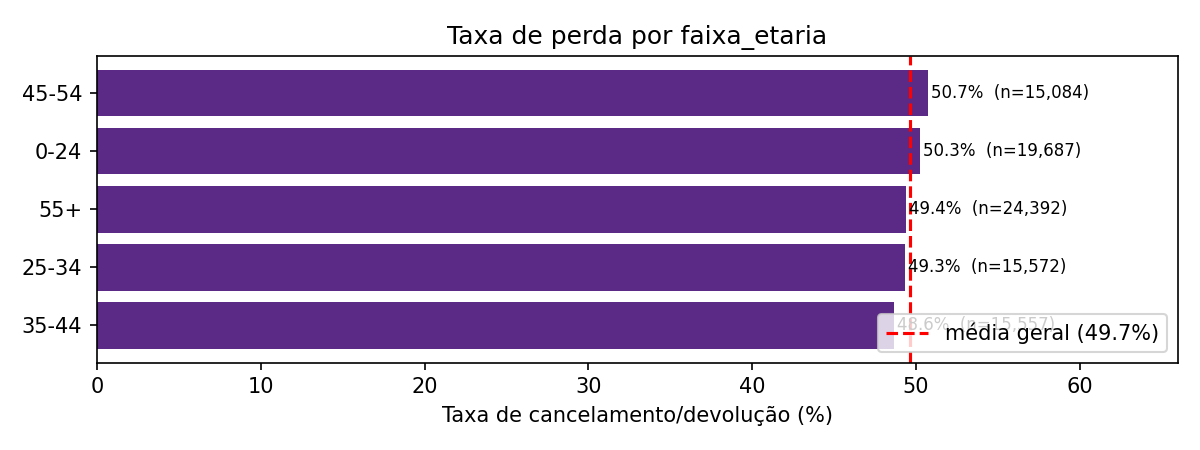 Taxa de perda por faixa_etaria
45-54
50.7%  (n=15,084)
0-24
50.3%  (n=19,687)
55+
49.4%  (n=24,392)
25-34
49.3%  (n=15,572)
35-44
48.6%  (n=15,557)
média geral (49.7%)
0
10
20
30
40
50
60
Taxa de cancelamento/devolução (%)